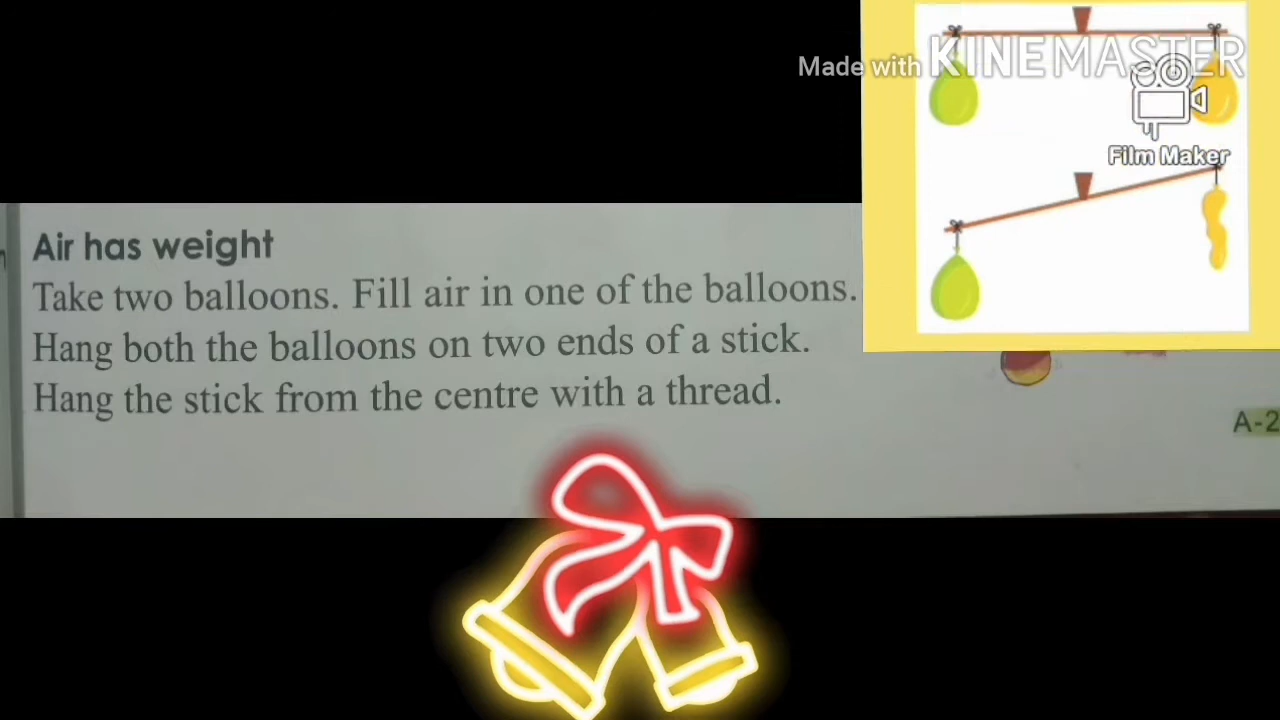 Made with KINEMASTER
Film Maker
Air has weight
Take two balloons. Fill air in one of the balloons.
Hang both the balloons on two ends of a stick.
Hang the stick from the centre with a thread.
A-2